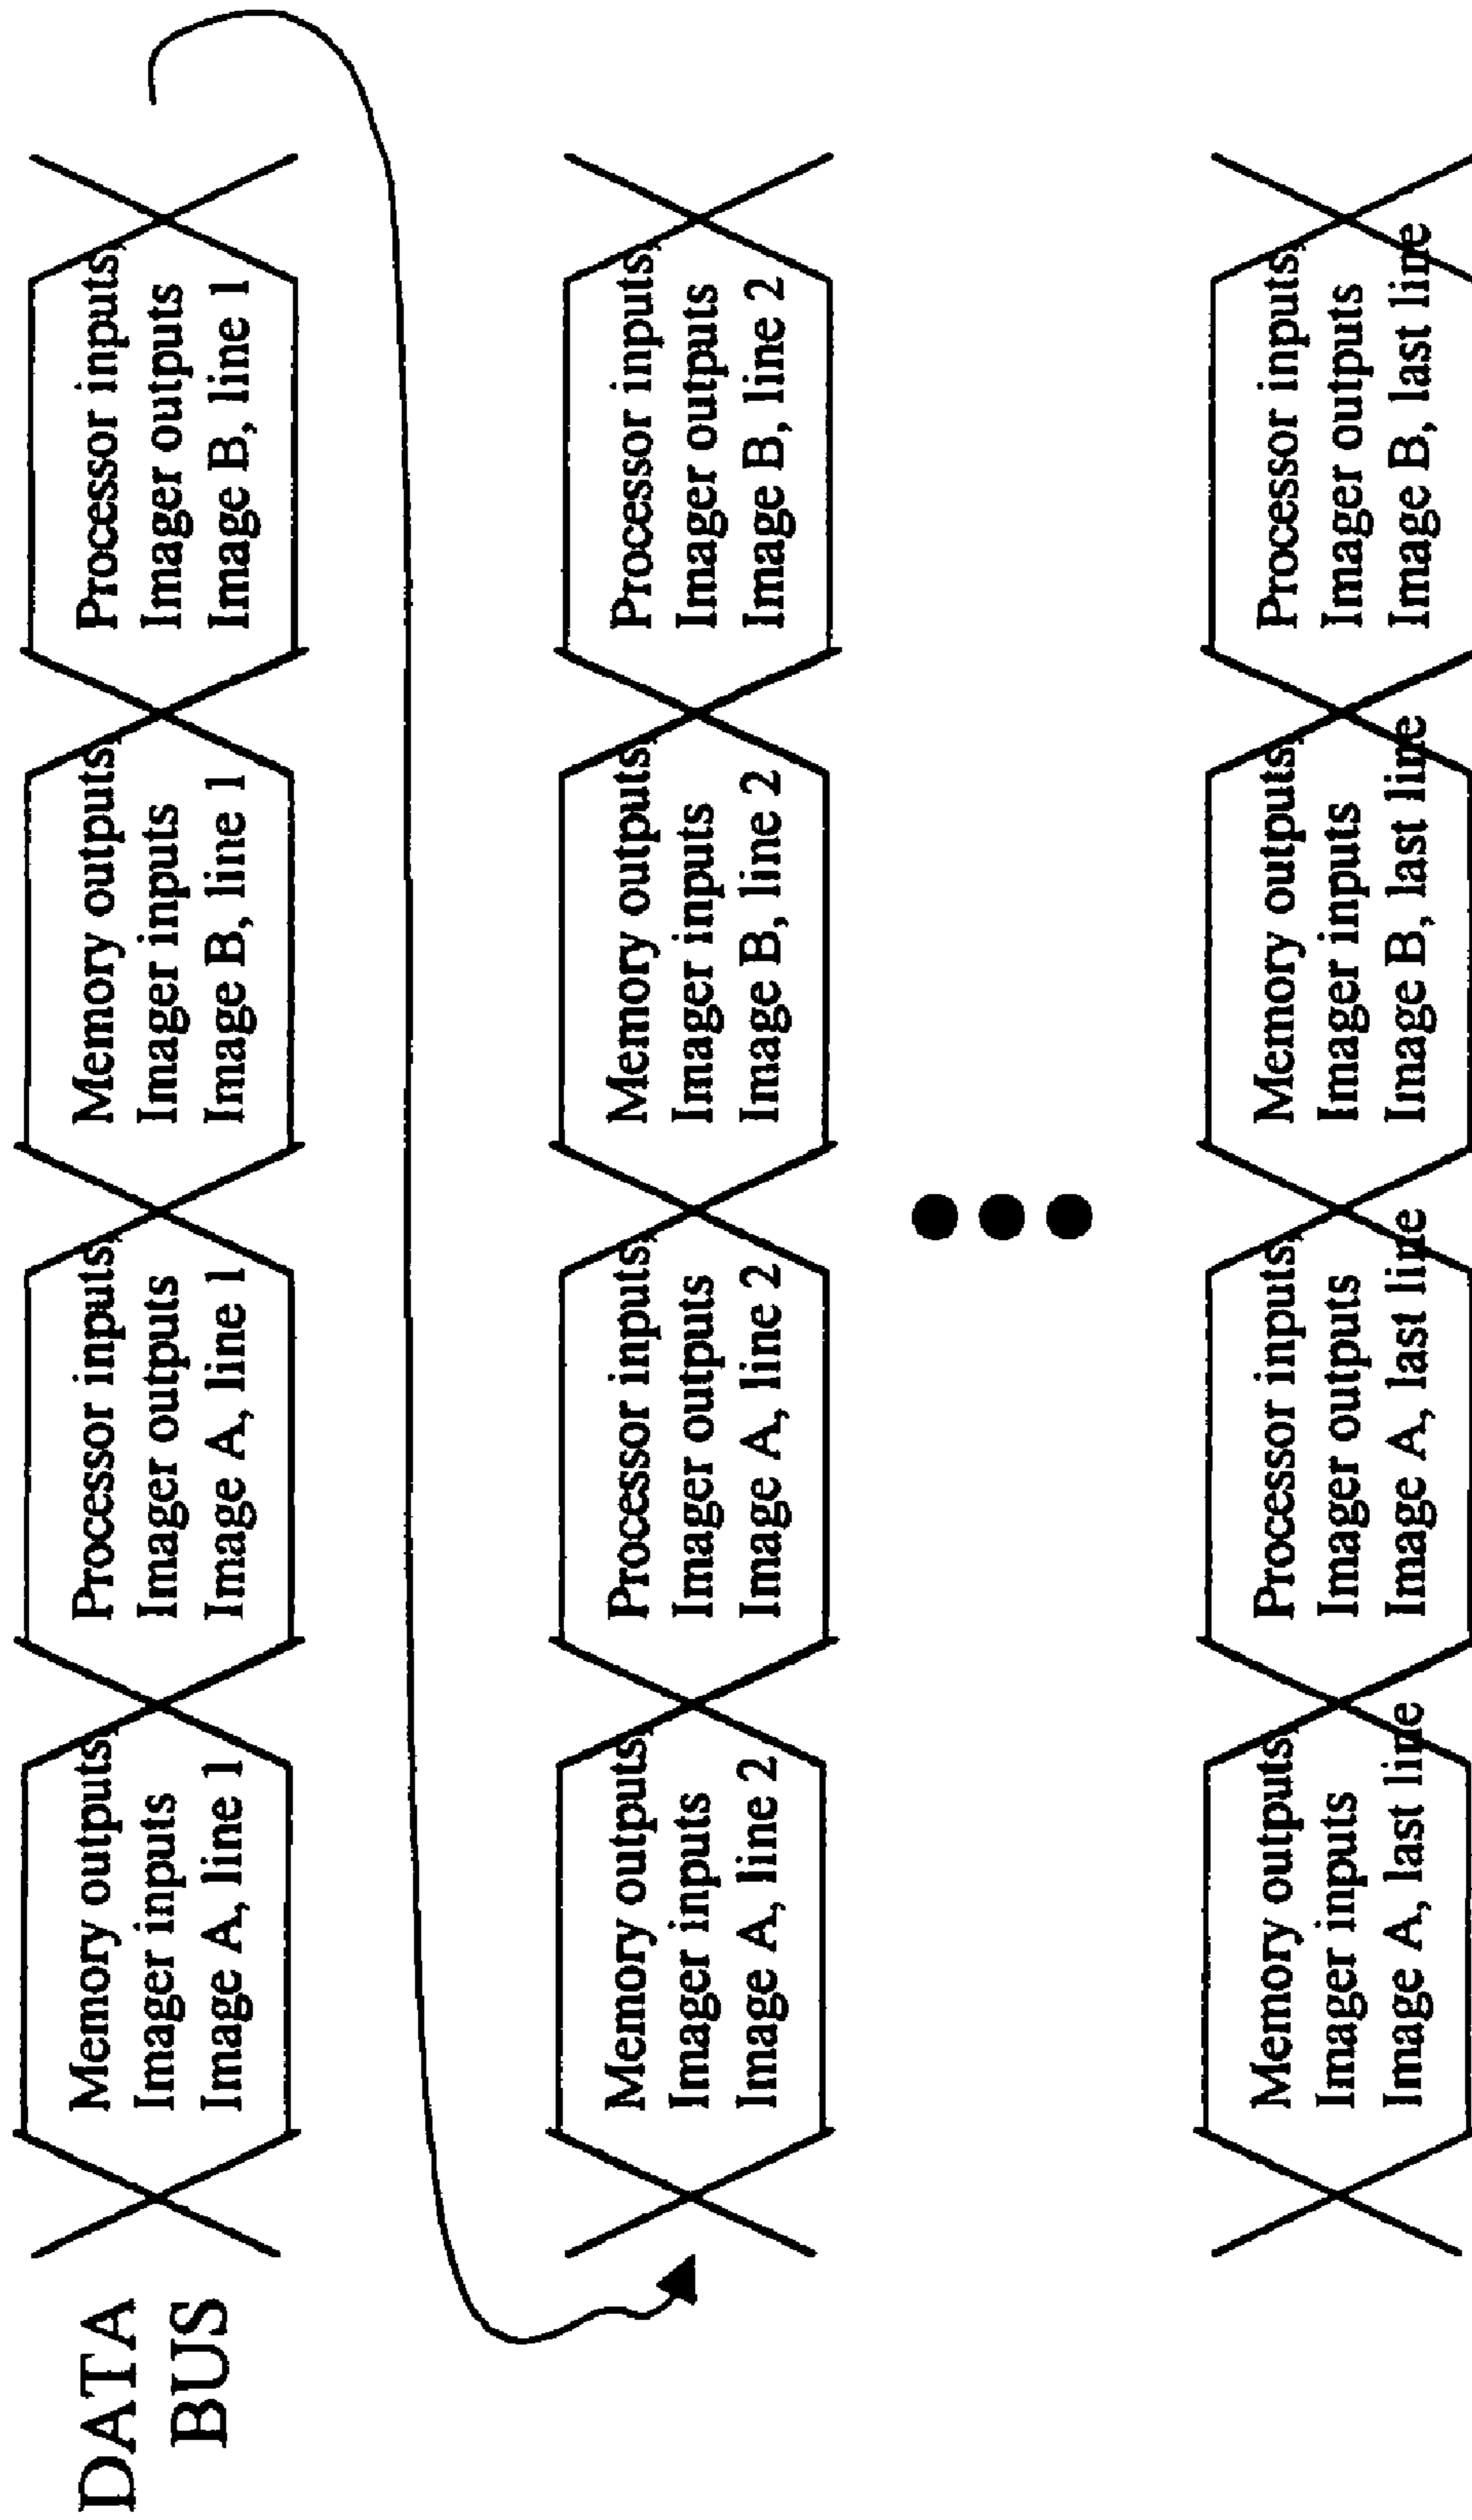 DATA
BUS
Memory outputs,
Imager inputs
Image A, line 1
Processor inputs,
Imager outputs
Image A, line 1
Memory outputs,
Imager inputs
Image B, line 1
Processor inputs,
Imager outputs
Image B, line 1
Memory outputs,
Imager inputs
Image A, line 2
Processor inputs,
Imager outputs
Image A, line 2
Memory outputs,
Imager inputs
Image B, line 2
Processor inputs,
Imager outputs
Image B, line 2
Memory outputs,
Imager inputs
Image A, last line
Processor inputs,
Imager outputs
Image A, last line
Memory outputs,
Imager inputs
Image B, last line
Processor inputs,
Imager outputs
Image B, last line